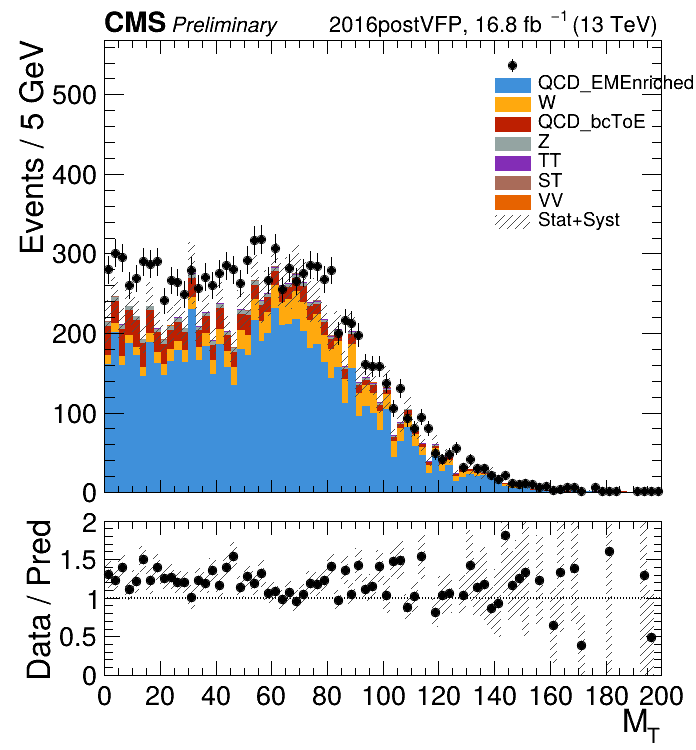 CMS Preliminary 2016postVFP, 16.8 fb⁻¹ (13 TeV)
Events / 5 GeV
500
400
300
200
100
0
QCD_EMEnriched
W
QCD_bcToE
Z
TT
ST
VV
Stat+Syst
Data / Pred
2
1.5
1
0.5
0
0 20 40 60 80 100 120 140 160 180 200
M_T